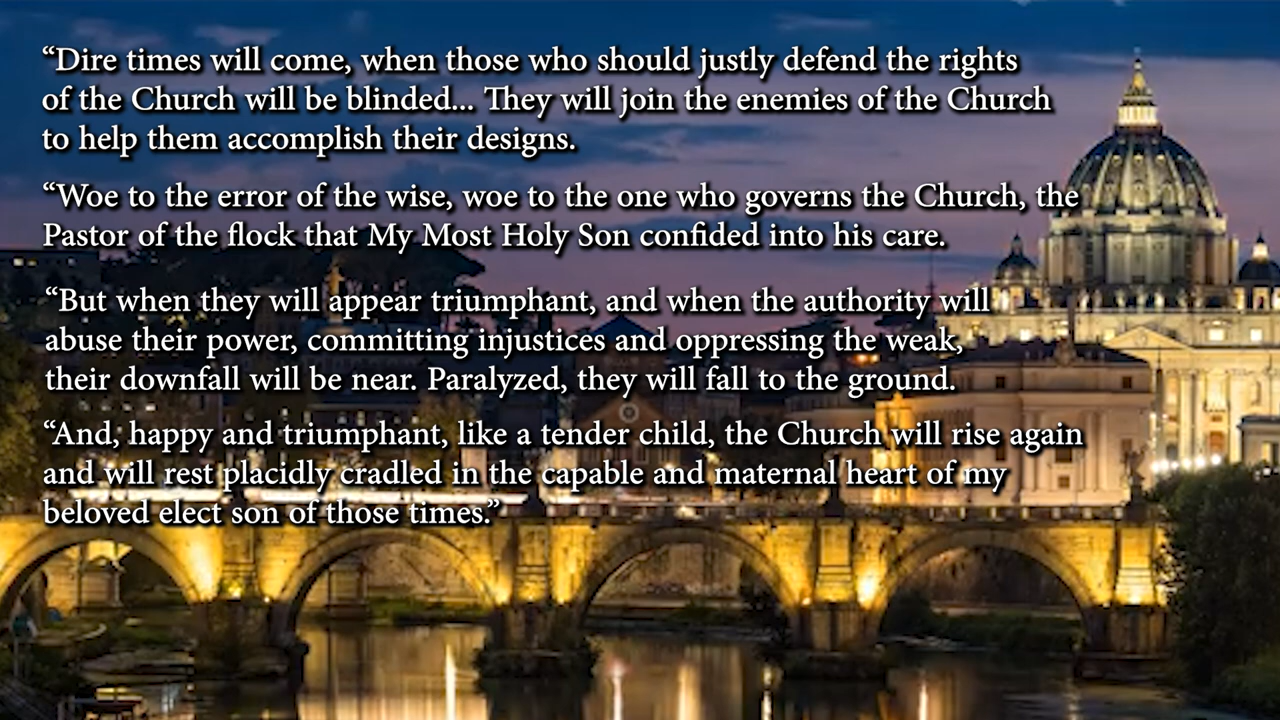 “Dire times will come, when those who should justly defend the rights
of the Church will be blinded... They will join the enemies of the Church
to help them accomplish their designs.
“Woe to the error of the wise, woe to the one who governs the Church, the
Pastor of the flock that My Most Holy Son confided into his care.
“But when they will appear triumphant, and when the authority will
abuse their power, committing injustices and oppressing the weak,
their downfall will be near. Paralyzed, they will fall to the ground.
“And, happy and triumphant, like a tender child, the Church will rise again
and will rest placidly cradled in the capable and maternal heart of my
beloved elect son of those times.”